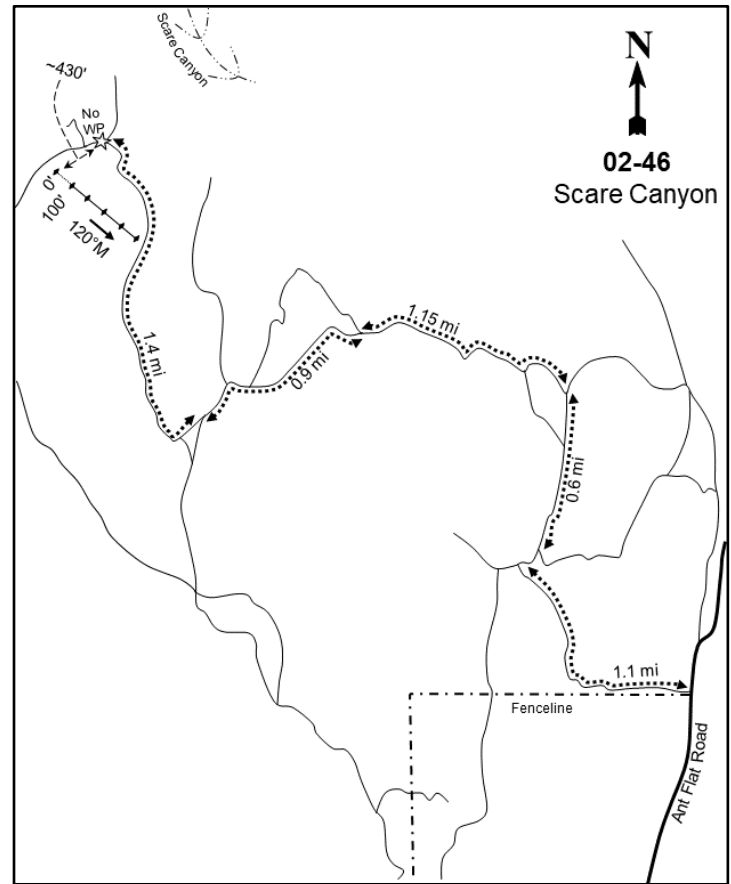 Scare Canyon
N
02-46
Scare Canyon
~430'
No
WP
0'
100'
120°M
1.4 mi
0.9 mi
1.15 mi
0.6 mi
1.1 mi
Fenceline
Ant Flat Road